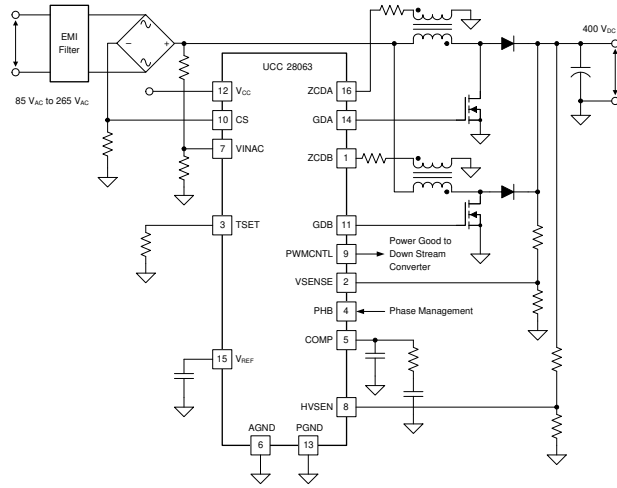 EMI
Filter
85 VAC to 265 VAC
−
+
UCC 28063
400 VDC
12
VCC
ZCDA
16
10
CS
GDA
14
7
VINAC
ZCDB
1
3
TSET
GDB
11
PWMCNTL
9
Power Good to
Down Stream
Converter
VSENSE
2
PHB
4
Phase Management
COMP
5
15
VREF
HVSEN
8
AGND
PGND
6
13